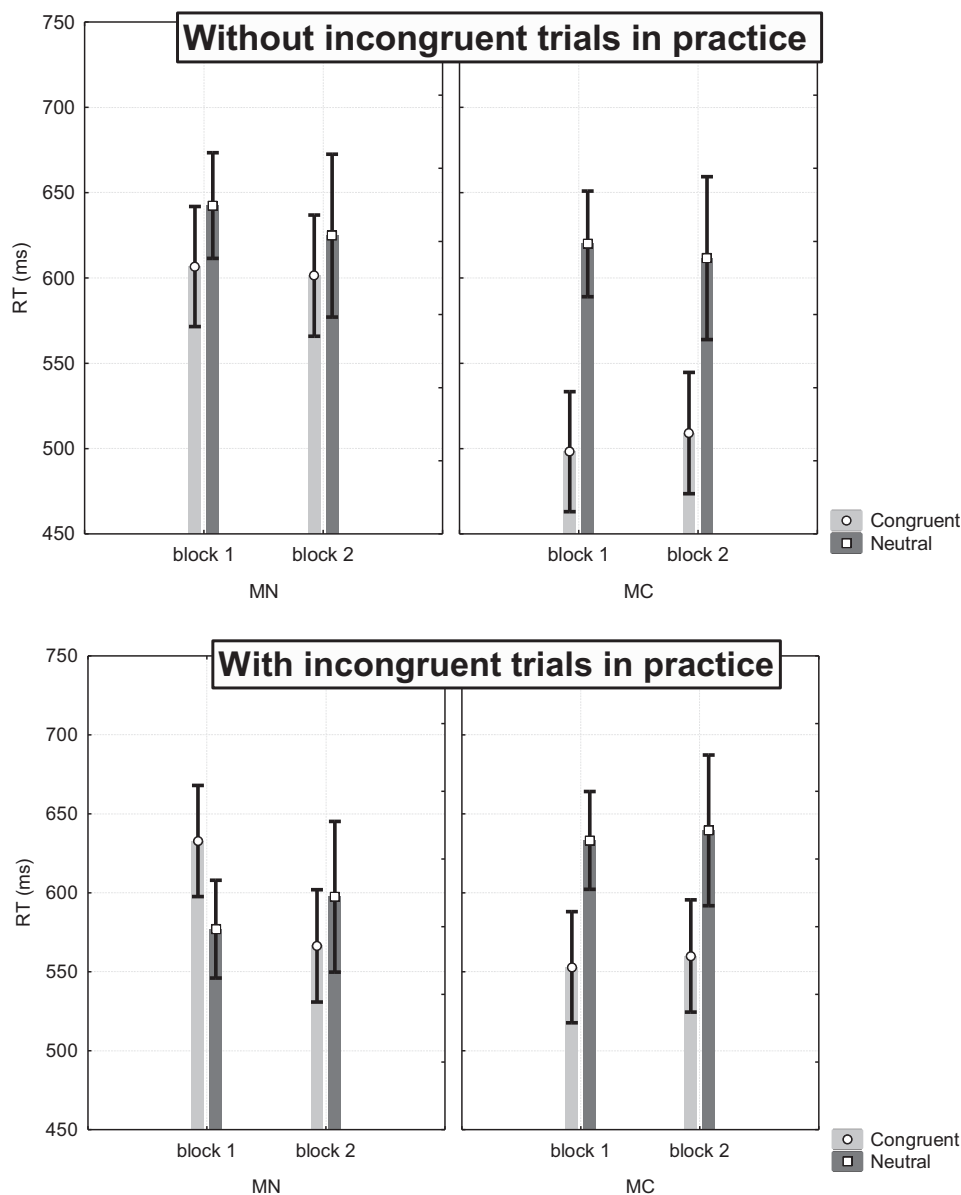 Without incongruent trials in practice
750
700
650
600
550
500
450
RT (ms)
block 1 block 2 block 1 block 2
MN MC
Congruent
Neutral
With incongruent trials in practice
750
700
650
600
550
500
450
RT (ms)
block 1 block 2 block 1 block 2
MN MC
Congruent
Neutral